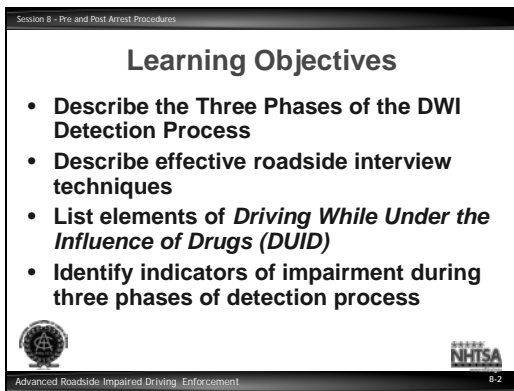 Session 8 - Pre and Post Arrest Procedures
Learning Objectives
• Describe the Three Phases of the DWI
Detection Process
• Describe effective roadside interview
techniques
• List elements of Driving While Under the
Influence of Drugs (DUID)
• Identify indicators of impairment during
three phases of detection process
NHTSA
Advanced Roadside Impaired Driving Enforcement
8-2